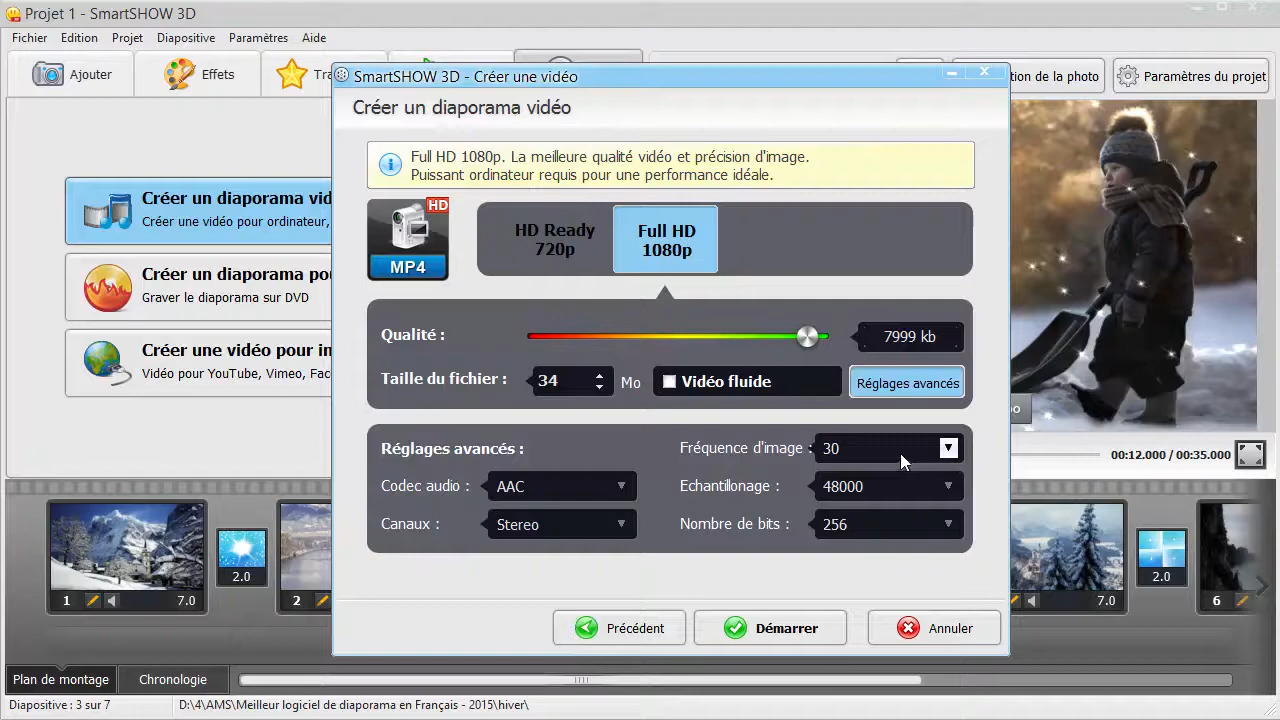 Projet 1 - SmartSHOW 3D
Fichier Edition Projet Diapositive Paramètres Aide
Ajouter
Effets
Tra
tion de la photo
Paramètres du projet
SmartSHOW 3D - Créer une vidéo
Créer un diaporama vidéo
Full HD 1080p. La meilleure qualité vidéo et précision d'image.
Puissant ordinateur requis pour une performance idéale.
Créer un diaporama vid
Créer une vidéo pour ordinateur,
Créer un diaporama pou
Graver le diaporama sur DVD
Créer une vidéo pour in
Vidéo pour YouTube, Vimeo, Fac
HD
MP4
HD Ready
720p
Full HD
1080p
Qualité :
7999 kb
Taille du fichier :
34
Mo
Vidéo fluide
Réglages avancés
Réglages avancés :
Fréquence d'image :
30
Codec audio :
AAC
Echantillonage :
48000
Canaux :
Stereo
Nombre de bits :
256
Précédent
Démarrer
Annuler
00:12.000 / 00:35.000
1
7.0
2.0
2
7.0
2.0
6
Plan de montage
Chronologie
Diapositive : 3 sur 7
D:\4\AMS\Meilleur logiciel de diaporama en Français - 2015\hiver\